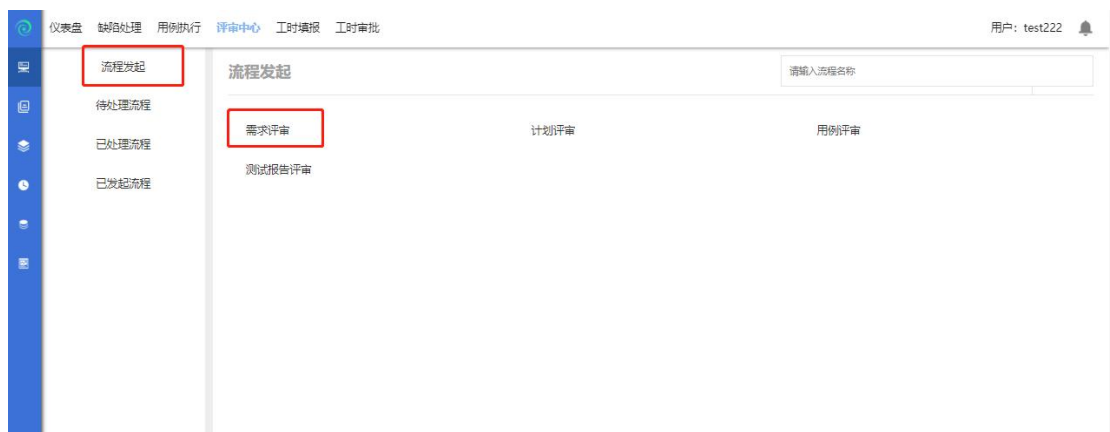 仪表盘 缺陷处理 用例执行 评审中心 工时填报 工时审批 用户：test222
流程发起
待处理流程
已处理流程
已发起流程
流程发起 请输入流程名称
需求评审 计划评审 用例评审
测试报告评审